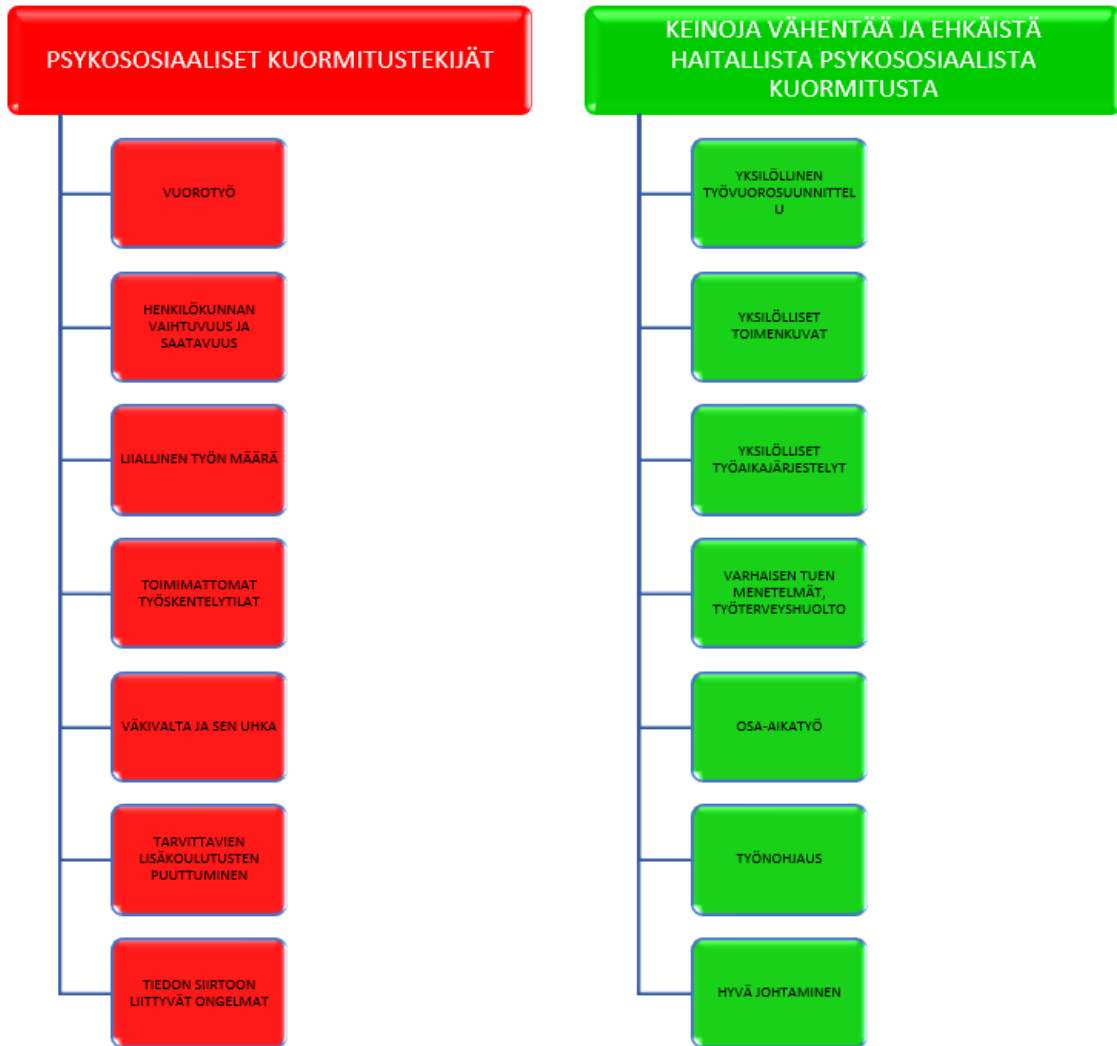 PSYKOSOSIAALISET KUORMITUSTEKIJÄT
VUOROTYÖ
HENKILÖKUNNAN
VAIHTUVUUS JA
SAATAVUUS
LIIALLINEN TYÖN MÄÄRÄ
TOIMIMATTOMAT
TYÖSKENTELYTILAT
VÄKIVALTA JA SEN UHKA
TARVITTAVIEN
LISÄKOULUTUSTEN
PUUTTUMINEN
TIEDON SIIRTOON
LIITTYVÄT ONGELMAT
KEINOJA VÄHENTÄÄ JA EHKÄISTÄ
HAITALLISTA PSYKOSOSIAALISTA
KUORMITUSTA
YKSILÖLLINEN
TYÖVUOROSUUNNITTEL
U
YKSILÖLLISET
TOIMENKUVAT
YKSILÖLLISET
TYÖAIKAJÄRJESTELYT
VARHAISEN TUEN
MENETELMÄT,
TYÖTERVEYSHUOLTO
OSA-AIKATYÖ
TYÖNOHJAUS
HYVÄ JOHTAMINEN